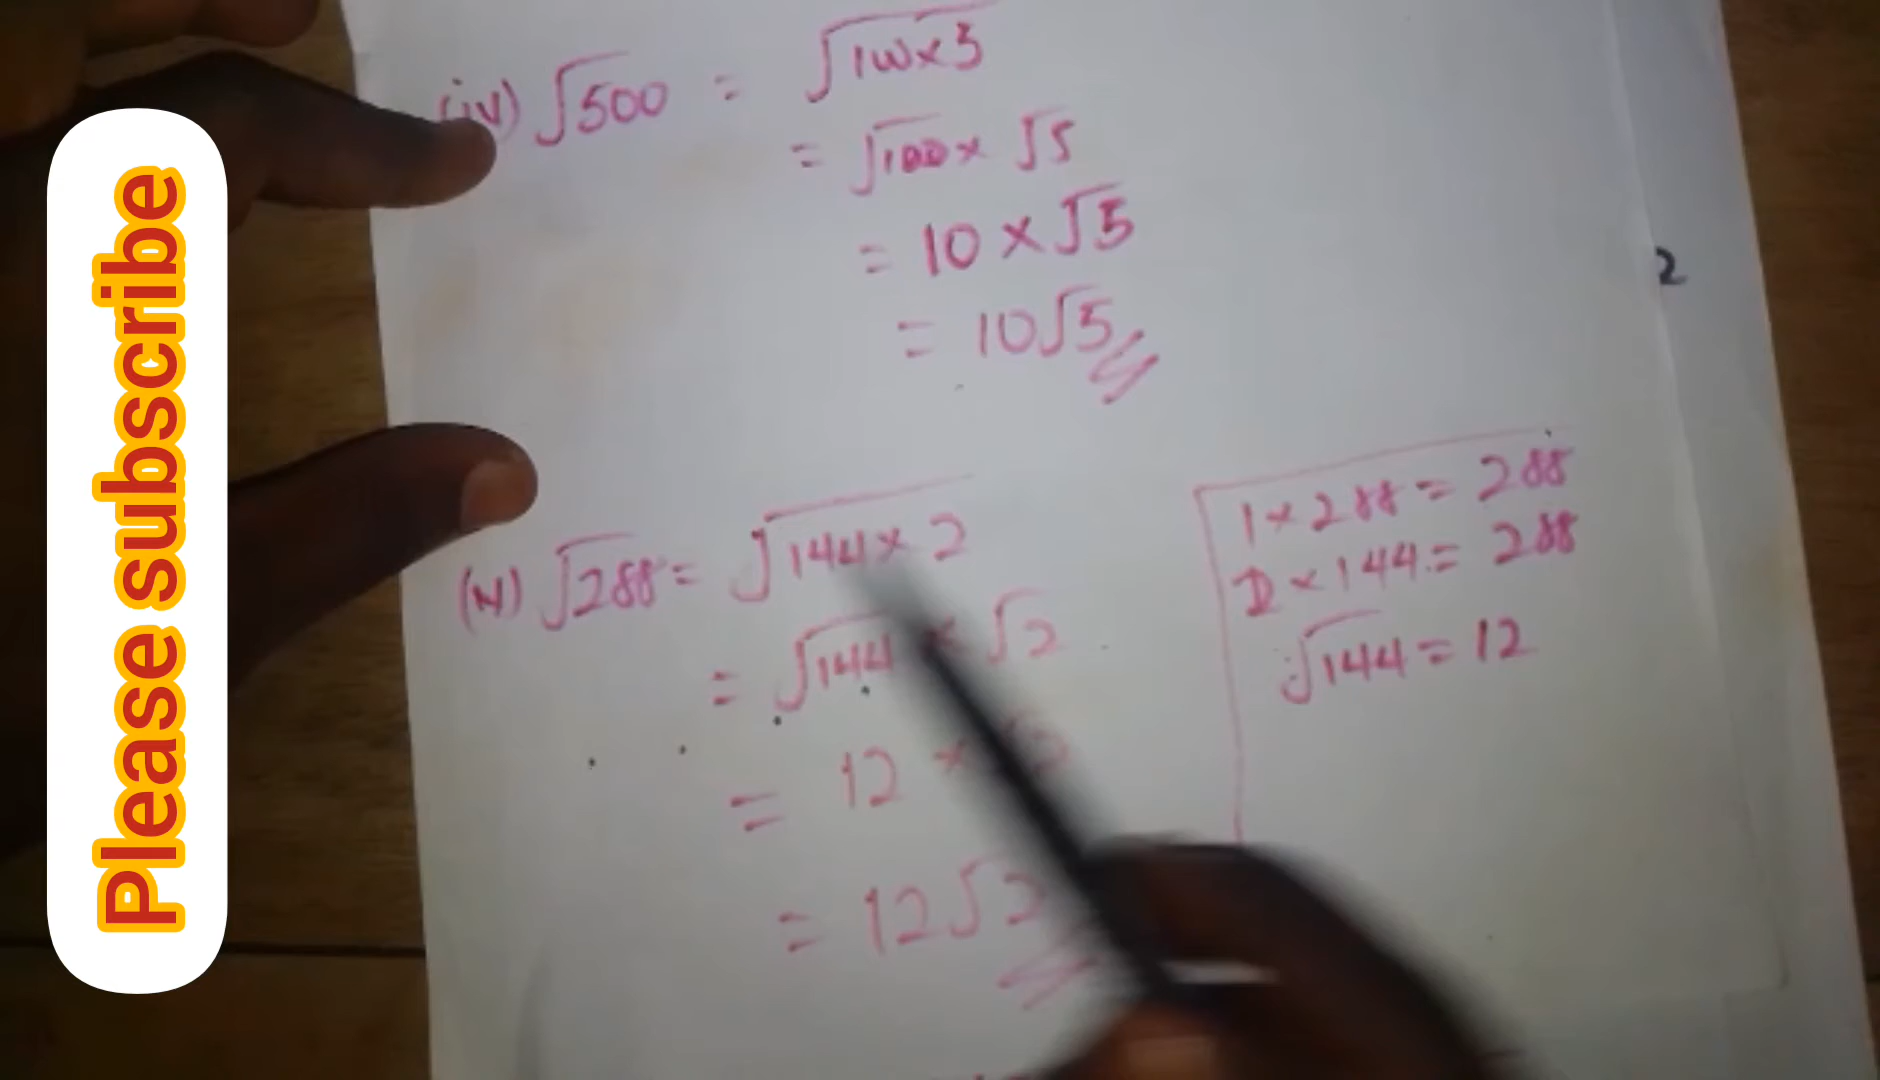 Please subscribe
(iv) √500 = √100×5
= √100 × √5
= 10 × √5
= 10√5
2
(v) √288 = √144 × 2
= √144 × √2
= 12 ×
= 12√2
1 × 288 = 288
2 × 144 = 288
√144 = 12